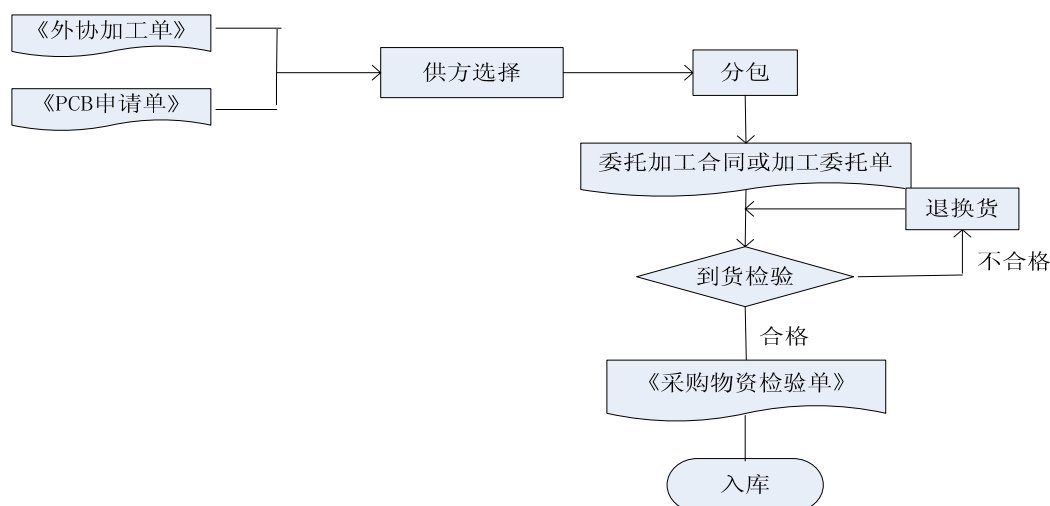 《外协加工单》
《PCB申请单》
供方选择
分包
委托加工合同或加工委托单
退换货
不合格
到货检验
合格
《采购物资检验单》
入库